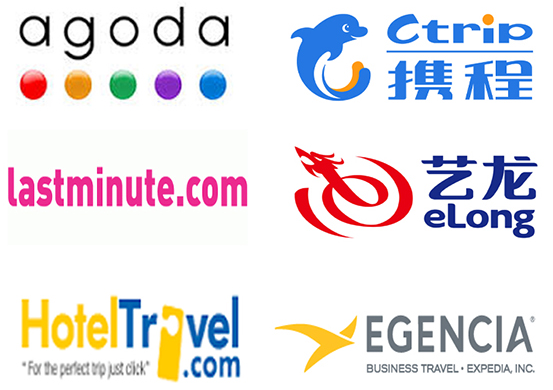 agoda
Ctrip
携程
lastminute.com
艺龙
eLong
HotelTravel
.com
"For the perfect trip just click"
EGENCIA®
BUSINESS TRAVEL • EXPEDIA, INC.